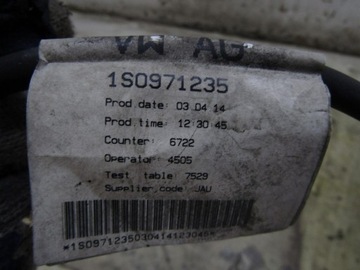 VW AG
1S0971235
Prod.date: 03.04.14
Prod.time: 12:30:45
Counter: 6722
Operator: 4505
Test table: 7529
Supplier.code: JAU